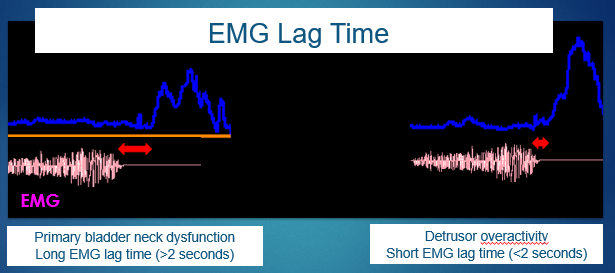 EMG Lag Time
EMG
Primary bladder neck dysfunction
Long EMG lag time (>2 seconds)
Detrusor overactivity
Short EMG lag time (<2 seconds)